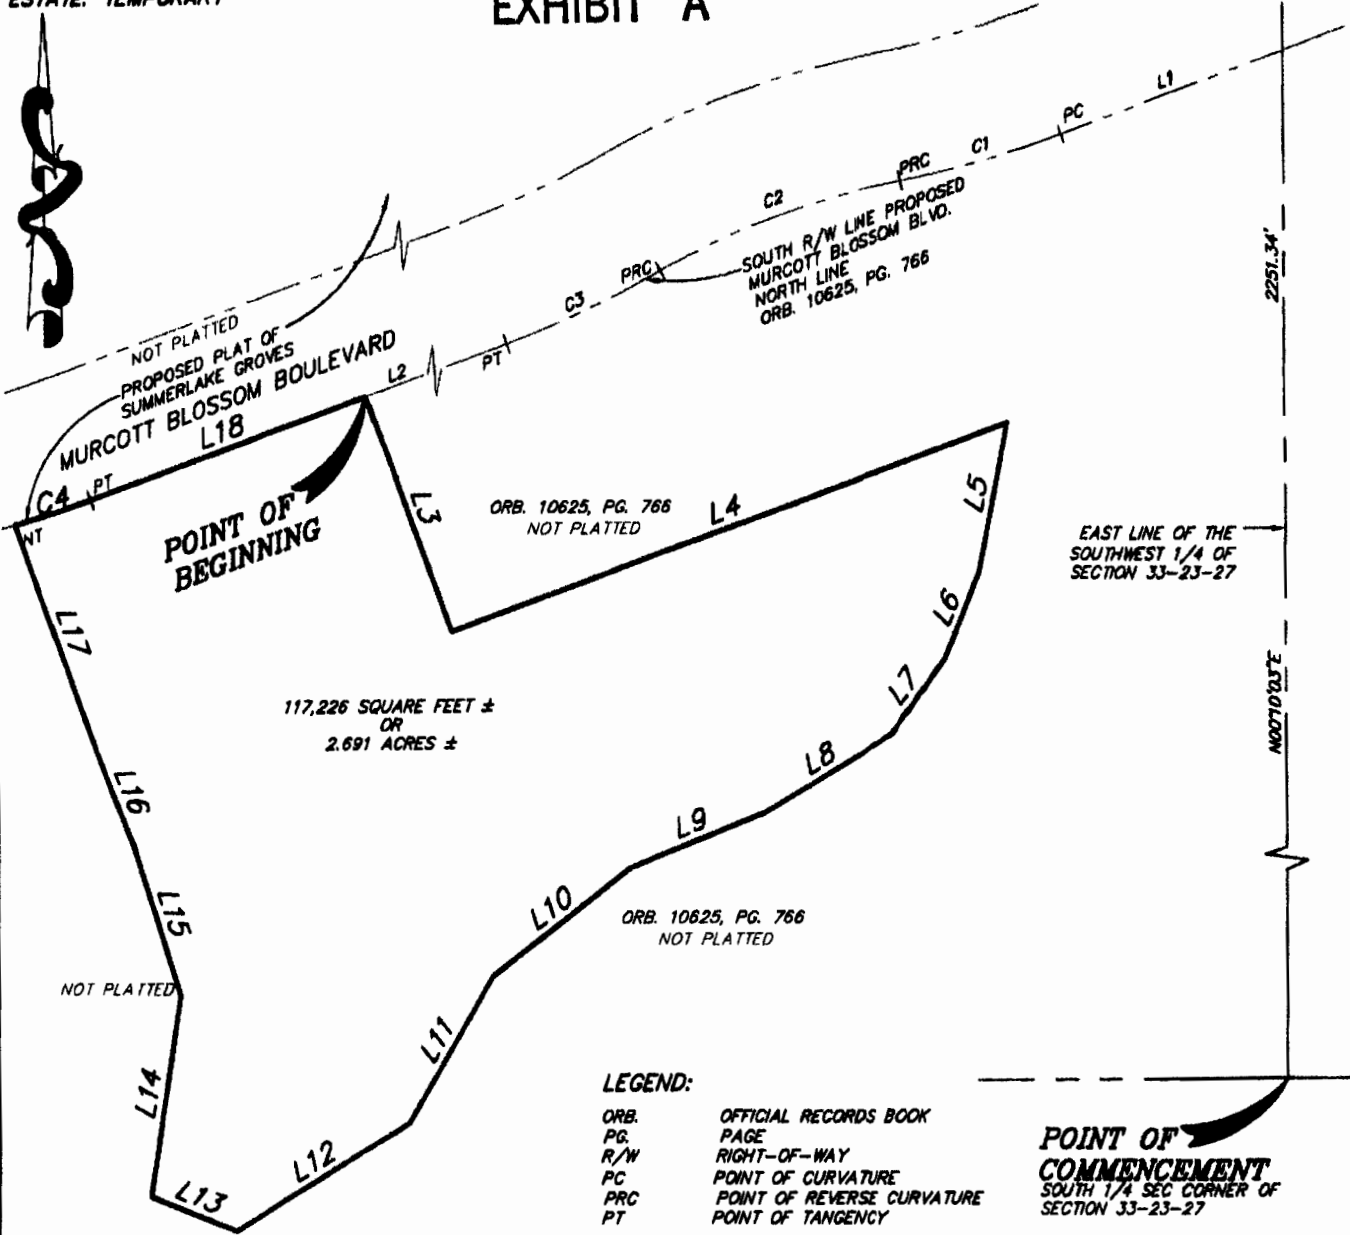 ESTATE: TEMPORARY
EXHIBIT A
L1
PC
C1
PRC
C2
SOUTH R/W LINE PROPOSED
MURCOTT BLOSSOM BLVD.
NORTH LINE
ORB. 10625, PG. 766
PRC
C3
PT
L2
2251.34'
NOT PLATTED
PROPOSED PLAT OF
SUMMERLAKE GROVES
MURCOTT BLOSSOM BOULEVARD
L18
PT
C4
NT
POINT OF
BEGINNING
L3
ORB. 10625, PG. 766
NOT PLATTED
L4
L5
EAST LINE OF THE
SOUTHWEST 1/4 OF
SECTION 33-23-27
L6
L17
L7
N00°10'03"E
117,226 SQUARE FEET ±
OR
2.691 ACRES ±
L8
L16
L9
L15
L10
ORB. 10625, PG. 766
NOT PLATTED
NOT PLATTED
L11
L14
L12
L13
LEGEND:
ORB. OFFICIAL RECORDS BOOK
PG. PAGE
R/W RIGHT-OF-WAY
PC POINT OF CURVATURE
PRC POINT OF REVERSE CURVATURE
PT POINT OF TANGENCY
POINT OF
COMMENCEMENT
SOUTH 1/4 SEC CORNER OF
SECTION 33-23-27